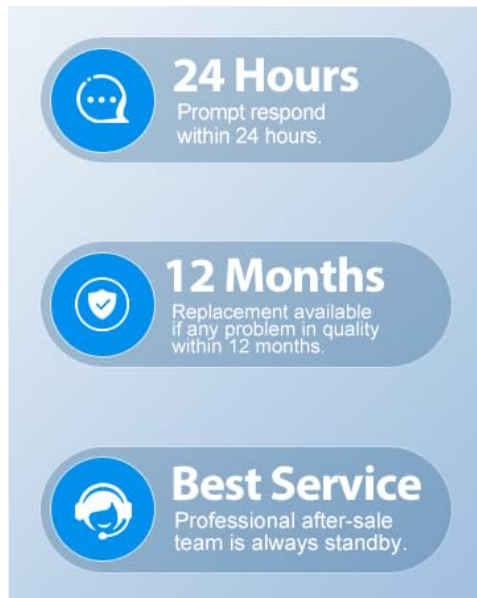 24 Hours
Prompt respond
within 24 hours.
12 Months
Replacement available
if any problem in quality
within 12 months.
Best Service
Professional after-sale
team is always standby.